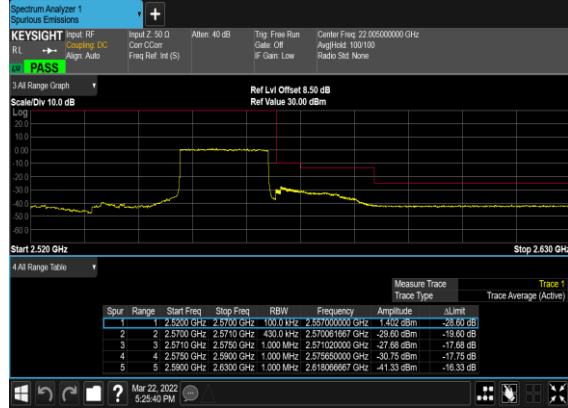 Spectrum Analyzer 1
Spurious Emissions
+
KEYSIGHT Input: RF Input Z: 50 Ω Atten: 40 dB Trig: Free Run Center Freq: 22.005000000 GHz
RL Coupling: DC Corr CCorr Gate: Off Avg|Hold: 100/100
Align: Auto Freq Ref: Int (S) IF Gain: Low Radio Std: None
LU PASS
3 All Range Graph Ref Lvl Offset 8.50 dB
Scale/Div 10.0 dB Ref Value 30.00 dBm
Log
20.0
10.0
0.00
-10.0
-20.0
-30.0
-40.0
-50.0
-60.0
Start 2.520 GHz Stop 2.630 GHz
4 All Range Table
Measure Trace Trace 1
Trace Type Trace Average (Active)
Spur Range Start Freq Stop Freq RBW Frequency Amplitude ΔLimit
1 1 2.5200 GHz 2.5700 GHz 100.0 kHz 2.557000000 GHz 1.402 dBm -28.60 dB
2 2 2.5700 GHz 2.5710 GHz 430.0 kHz 2.570061667 GHz -29.60 dBm -19.60 dB
3 3 2.5710 GHz 2.5750 GHz 1.000 MHz 2.571020000 GHz -27.68 dBm -17.68 dB
4 4 2.5750 GHz 2.5900 GHz 1.000 MHz 2.575650000 GHz -30.75 dBm -17.75 dB
5 5 2.5900 GHz 2.6300 GHz 1.000 MHz 2.618066667 GHz -41.33 dBm -16.33 dB
? Mar 22, 2022
5:25:40 PM